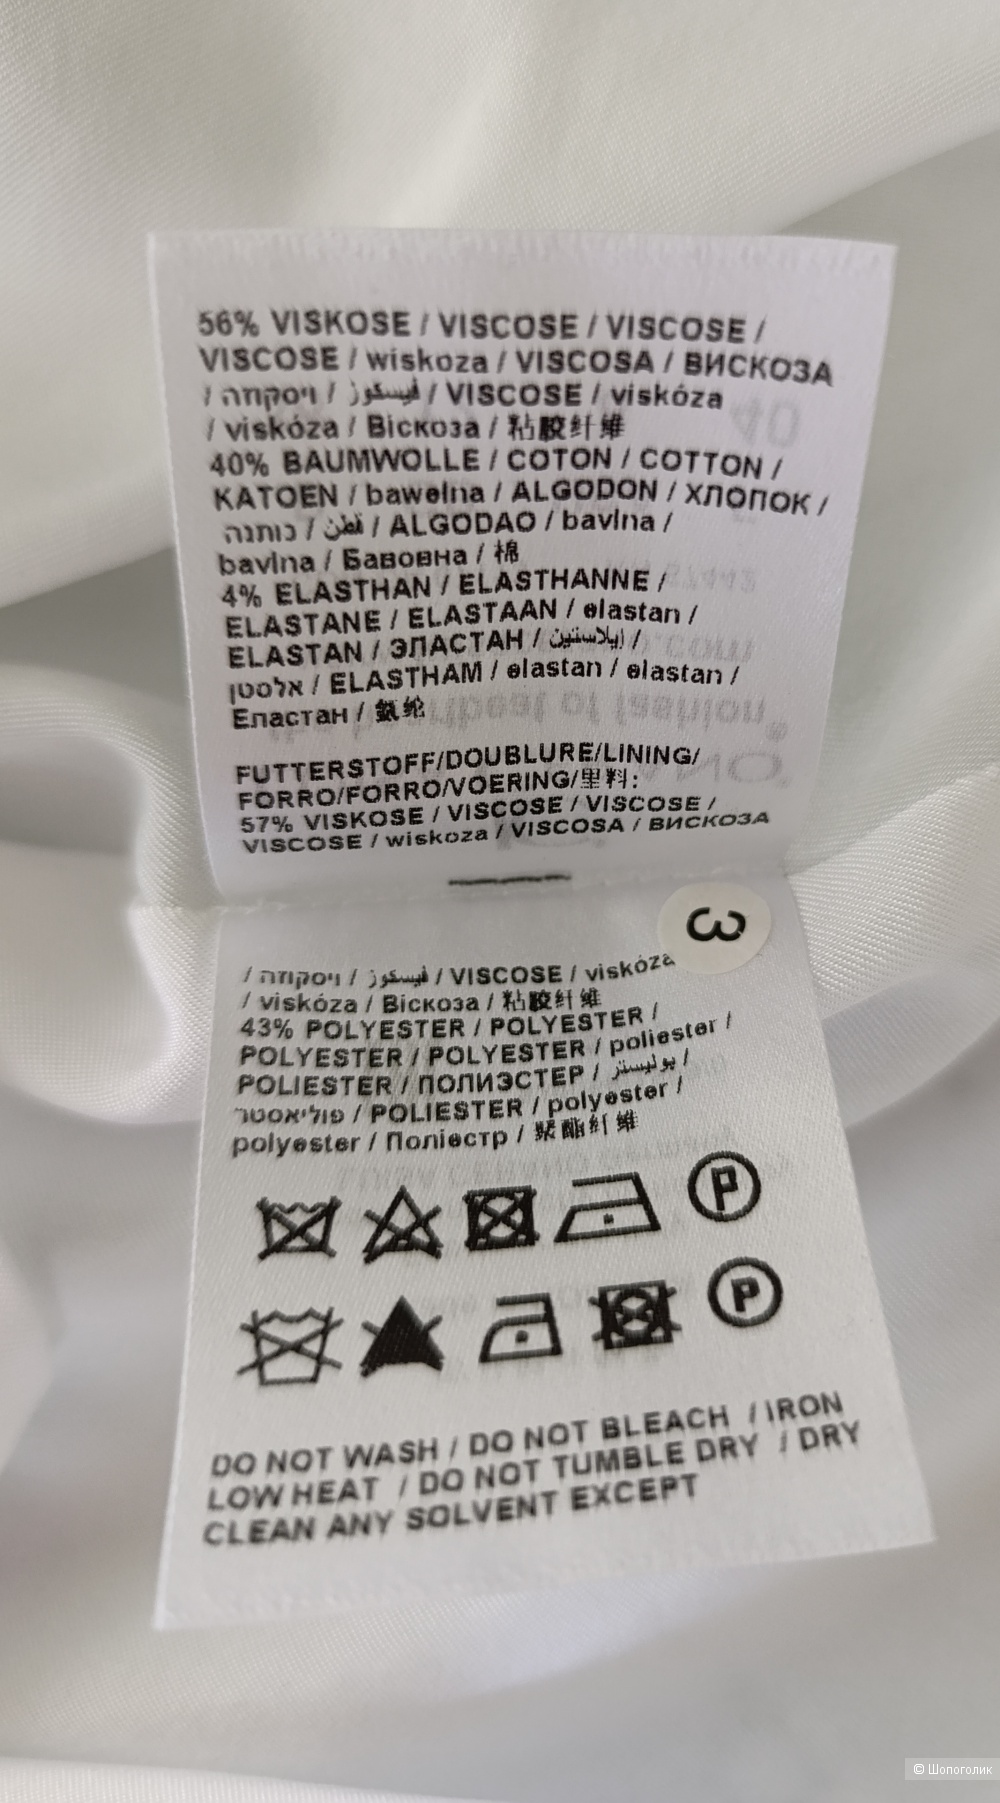 56% VISKOSE / VISCOSE / VISCOSE /
VISCOSE / wiskoza / VISCOSA / ВИСКОЗА
/ ויסקוזה / فيسكوز / VISCOSE / viskóza
/ viskóza / Віскоза / 粘胶纤维
40% BAUMWOLLE / COTON / COTTON /
KATOEN / bawełna / ALGODON / ХЛОПОК /
כותנה / قطن / ALGODAO / bavlna /
bavlna / Бавовна / 棉
4% ELASTHAN / ELASTHANNE /
ELASTANE / ELASTAAN / elastan /
ELASTAN / ЭЛАСТАН / إيلاستين /
אלסטן / ELASTHAM / elastan / elastan /
Еластан / 氨纶
FUTTERSTOFF/DOUBLURE/LINING/
FORRO/FORRO/VOERING/里料:
57% VISKOSE / VISCOSE / VISCOSE /
VISCOSE / wiskoza / VISCOSA / ВИСКОЗА
3
/ ויסקוזה / فيسكوز / VISCOSE / viskóza
/ viskóza / Віскоза / 粘胶纤维
43% POLYESTER / POLYESTER /
POLYESTER / POLYESTER / poliester /
POLIESTER / ПОЛИЭСТЕР / بوليستر /
פוליאסטר / POLIESTER / polyester /
polyester / Поліестр / 聚酯纤维
P
P
DO NOT WASH / DO NOT BLEACH / IRON
LOW HEAT / DO NOT TUMBLE DRY / DRY
CLEAN ANY SOLVENT EXCEPT
© Шопоголик